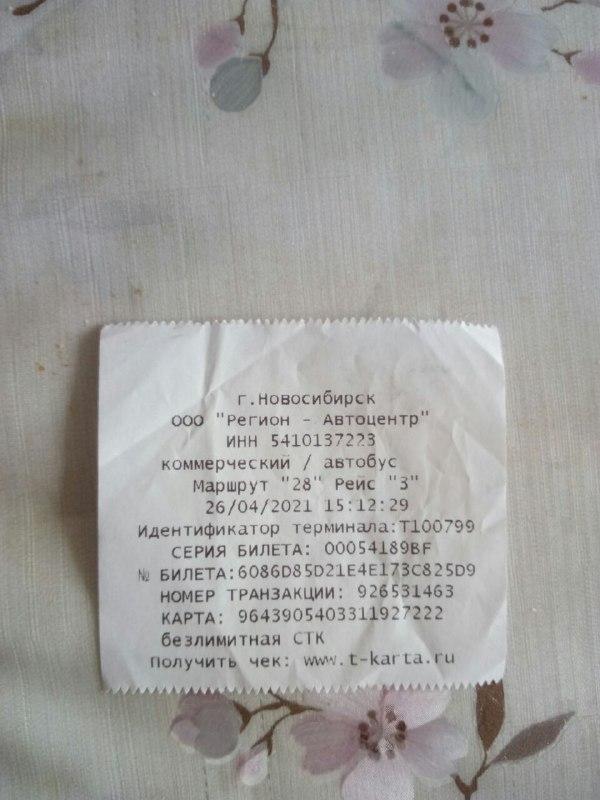 г.Новосибирск
ООО "Регион - Автоцентр"
ИНН 5410137223
коммерческий / автобус
Маршрут "28" Рейс "3"
26/04/2021 15:12:29
Идентификатор терминала:T100799
СЕРИЯ БИЛЕТА: 00054189BF
№ БИЛЕТА:6086D85D21E4E173C825D9
НОМЕР ТРАНЗАКЦИИ: 926531463
КАРТА: 9643905403311927222
безлимитная СТК
Получить чек: www.t-karta.ru